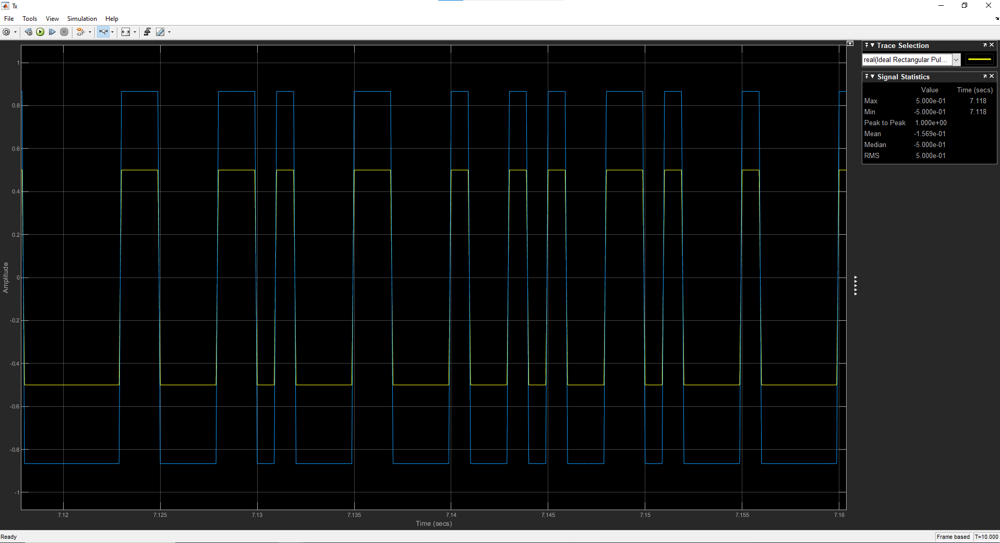 Tx
File Tools View Simulation Help
Trace Selection
real(Ideal Rectangular Pul...
Signal Statistics
Value Time (secs)
Max 5.000e-01 7.118
Min -5.000e-01 7.118
Peak to Peak 1.000e+00
Mean -1.569e-01
Median -5.000e-01
RMS 5.000e-01
1
0.8
0.6
0.4
0.2
0
-0.2
-0.4
-0.6
-0.8
-1
Amplitude
7.12 7.125 7.13 7.135 7.14 7.145 7.15 7.155 7.16
Time (secs)
Ready Frame based T=10.000